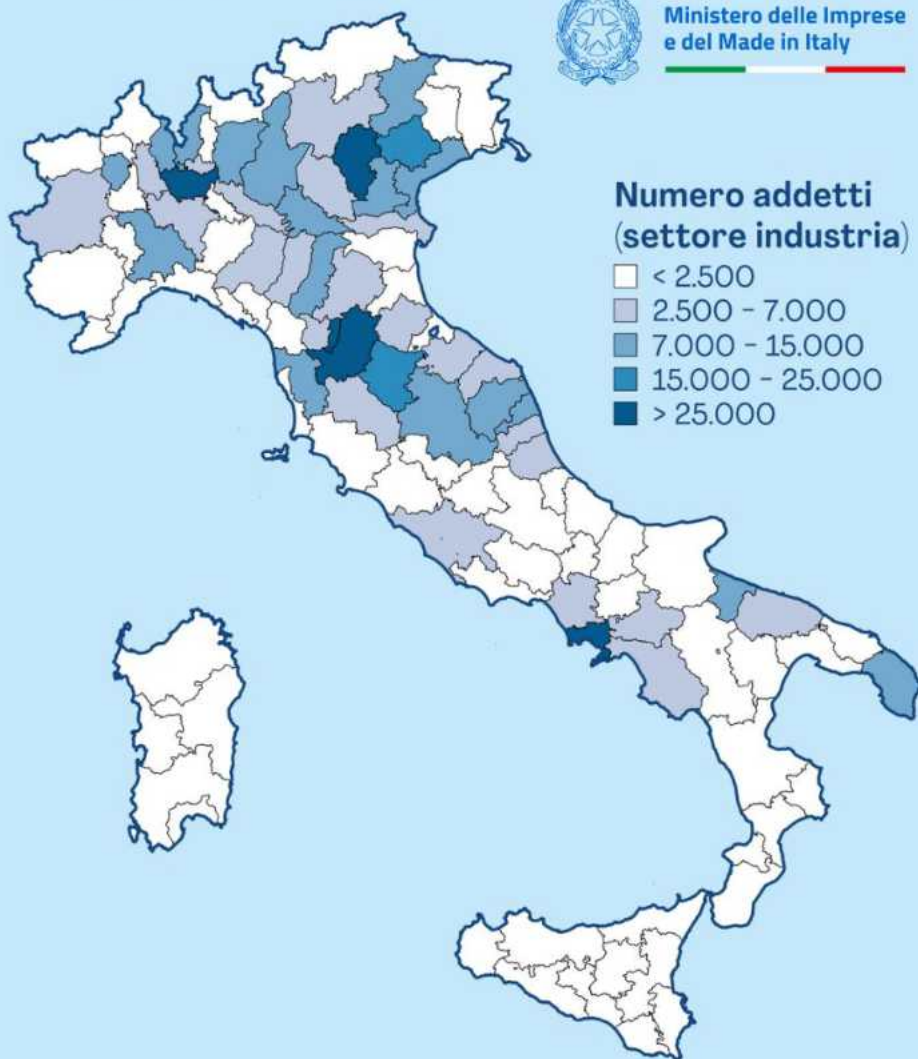 Ministero delle Imprese
e del Made in Italy
Numero addetti
(settore industria)
< 2.500
2.500 - 7.000
7.000 - 15.000
15.000 - 25.000
> 25.000